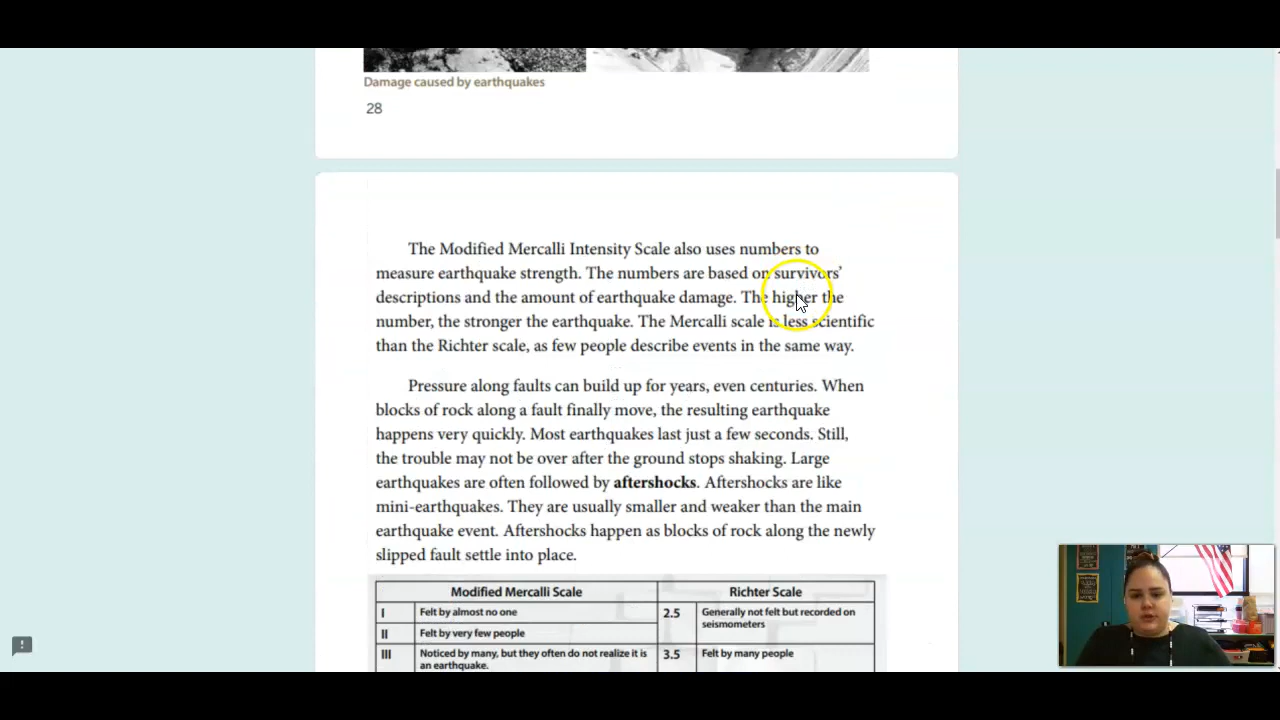 Damage caused by earthquakes
28
The Modified Mercalli Intensity Scale also uses numbers to
measure earthquake strength. The numbers are based on survivors’
descriptions and the amount of earthquake damage. The higher the
number, the stronger the earthquake. The Mercalli scale is less scientific
than the Richter scale, as few people describe events in the same way.
Pressure along faults can build up for years, even centuries. When
blocks of rock along a fault finally move, the resulting earthquake
happens very quickly. Most earthquakes last just a few seconds. Still,
the trouble may not be over after the ground stops shaking. Large
earthquakes are often followed by aftershocks. Aftershocks are like
mini-earthquakes. They are usually smaller and weaker than the main
earthquake event. Aftershocks happen as blocks of rock along the newly
slipped fault settle into place.
Modified Mercalli Scale Richter Scale
I Felt by almost no one 2.5 Generally not felt but recorded on
seismometers
II Felt by very few people
III Noticed by many, but they often do not realize it is 3.5 Felt by many people
an earthquake.